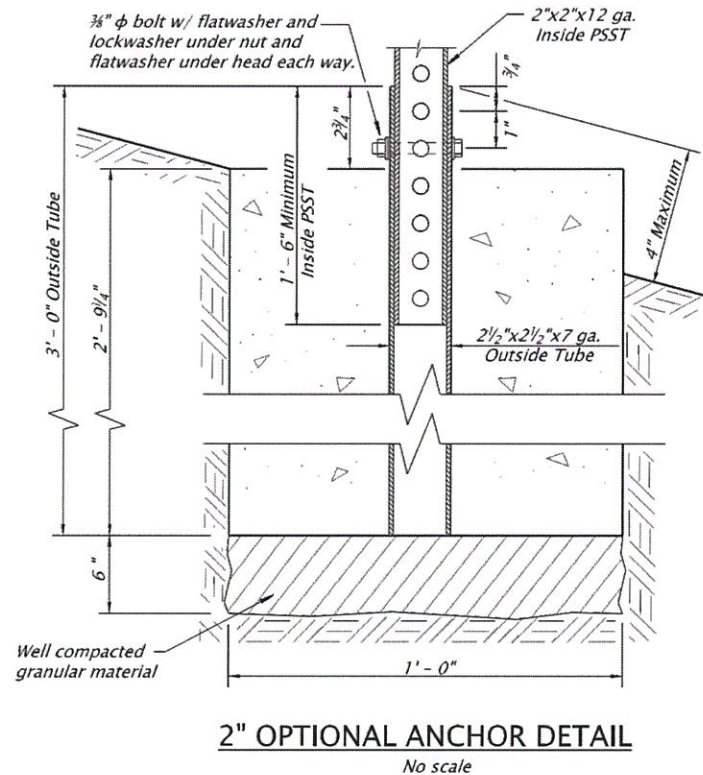 ⅜" ϕ bolt w/ flatwasher and
lockwasher under nut and
flatwasher under head each way.
2"x2"x12 ga.
Inside PSST
¾"
1"
2¾"
4" Maximum
1' - 6" Minimum
Inside PSST
3' - 0" Outside Tube
2' - 9¼"
2½"x2½"x7 ga.
Outside Tube
6"
Well compacted
granular material
1' - 0"
2" OPTIONAL ANCHOR DETAIL
No scale